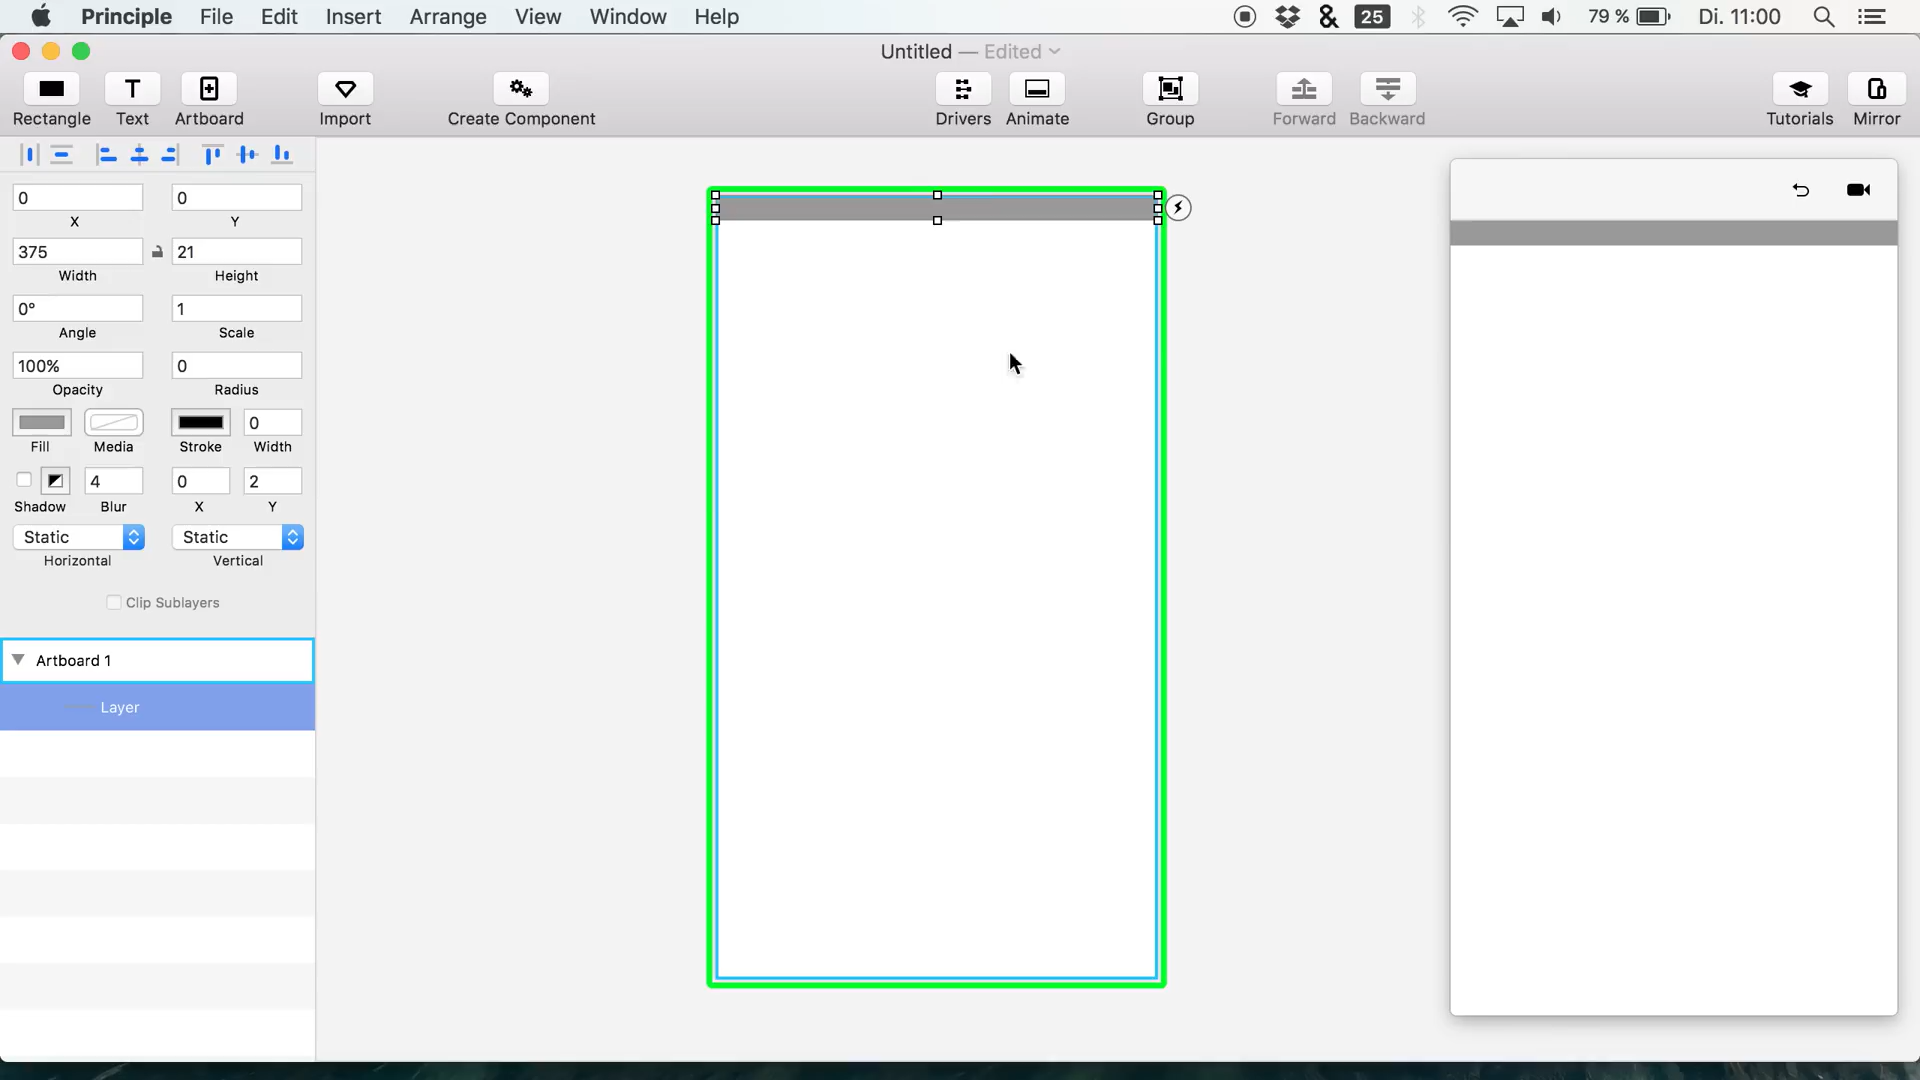 Principle File Edit Insert Arrange View Window Help 25 79 % Di. 11:00
Untitled — Edited
Rectangle Text Artboard Import Create Component Drivers Animate Group Forward Backward Tutorials Mirror
0 0
X Y
375 21
Width Height
0° 1
Angle Scale
100% 0
Opacity Radius
0
Fill Media Stroke Width
4 0 2
Shadow Blur X Y
Static Static
Horizontal Vertical
Clip Sublayers
Artboard 1
Layer